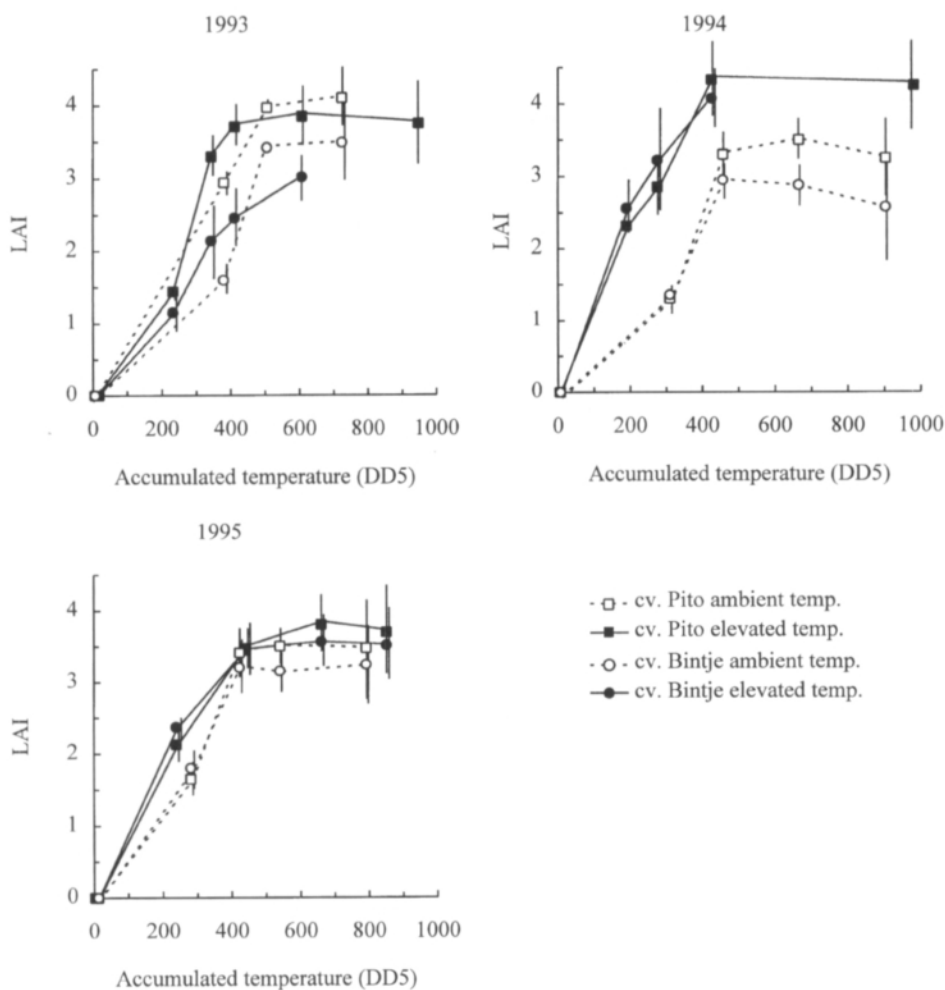 1993
4
3
2
1
0
LAI
0 200 400 600 800 1000
Accumulated temperature (DD5)
1994
4
3
2
1
0
LAI
0 200 400 600 800 1000
Accumulated temperature (DD5)
1995
4
3
2
1
0
LAI
0 200 400 600 800 1000
Accumulated temperature (DD5)
cv. Pito ambient temp.
cv. Pito elevated temp.
cv. Bintje ambient temp.
cv. Bintje elevated temp.